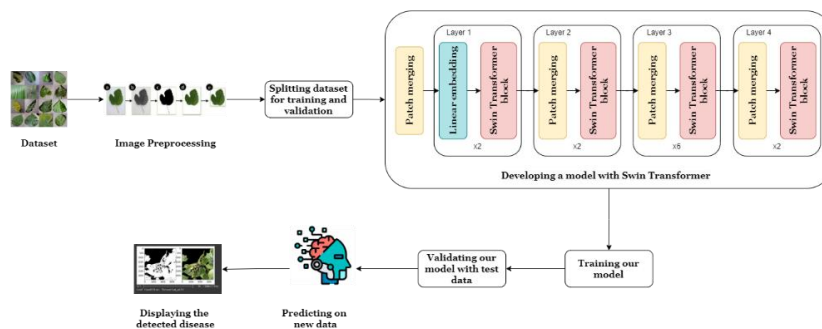 Dataset
a
b
c
d
e
Image Preprocessing
Splitting dataset
for training and
validation
Patch merging
Layer 1
Linear embedding
Swin Transformer
block
x2
Layer 2
Patch merging
Swin Transformer
block
x2
Layer 3
Patch merging
Swin Transformer
block
x6
Layer 4
Patch merging
Swin Transformer
block
x2
Developing a model with Swin Transformer
Training our
model
Validating our
model with test
data
Predicting on
new data
Displaying the
detected disease